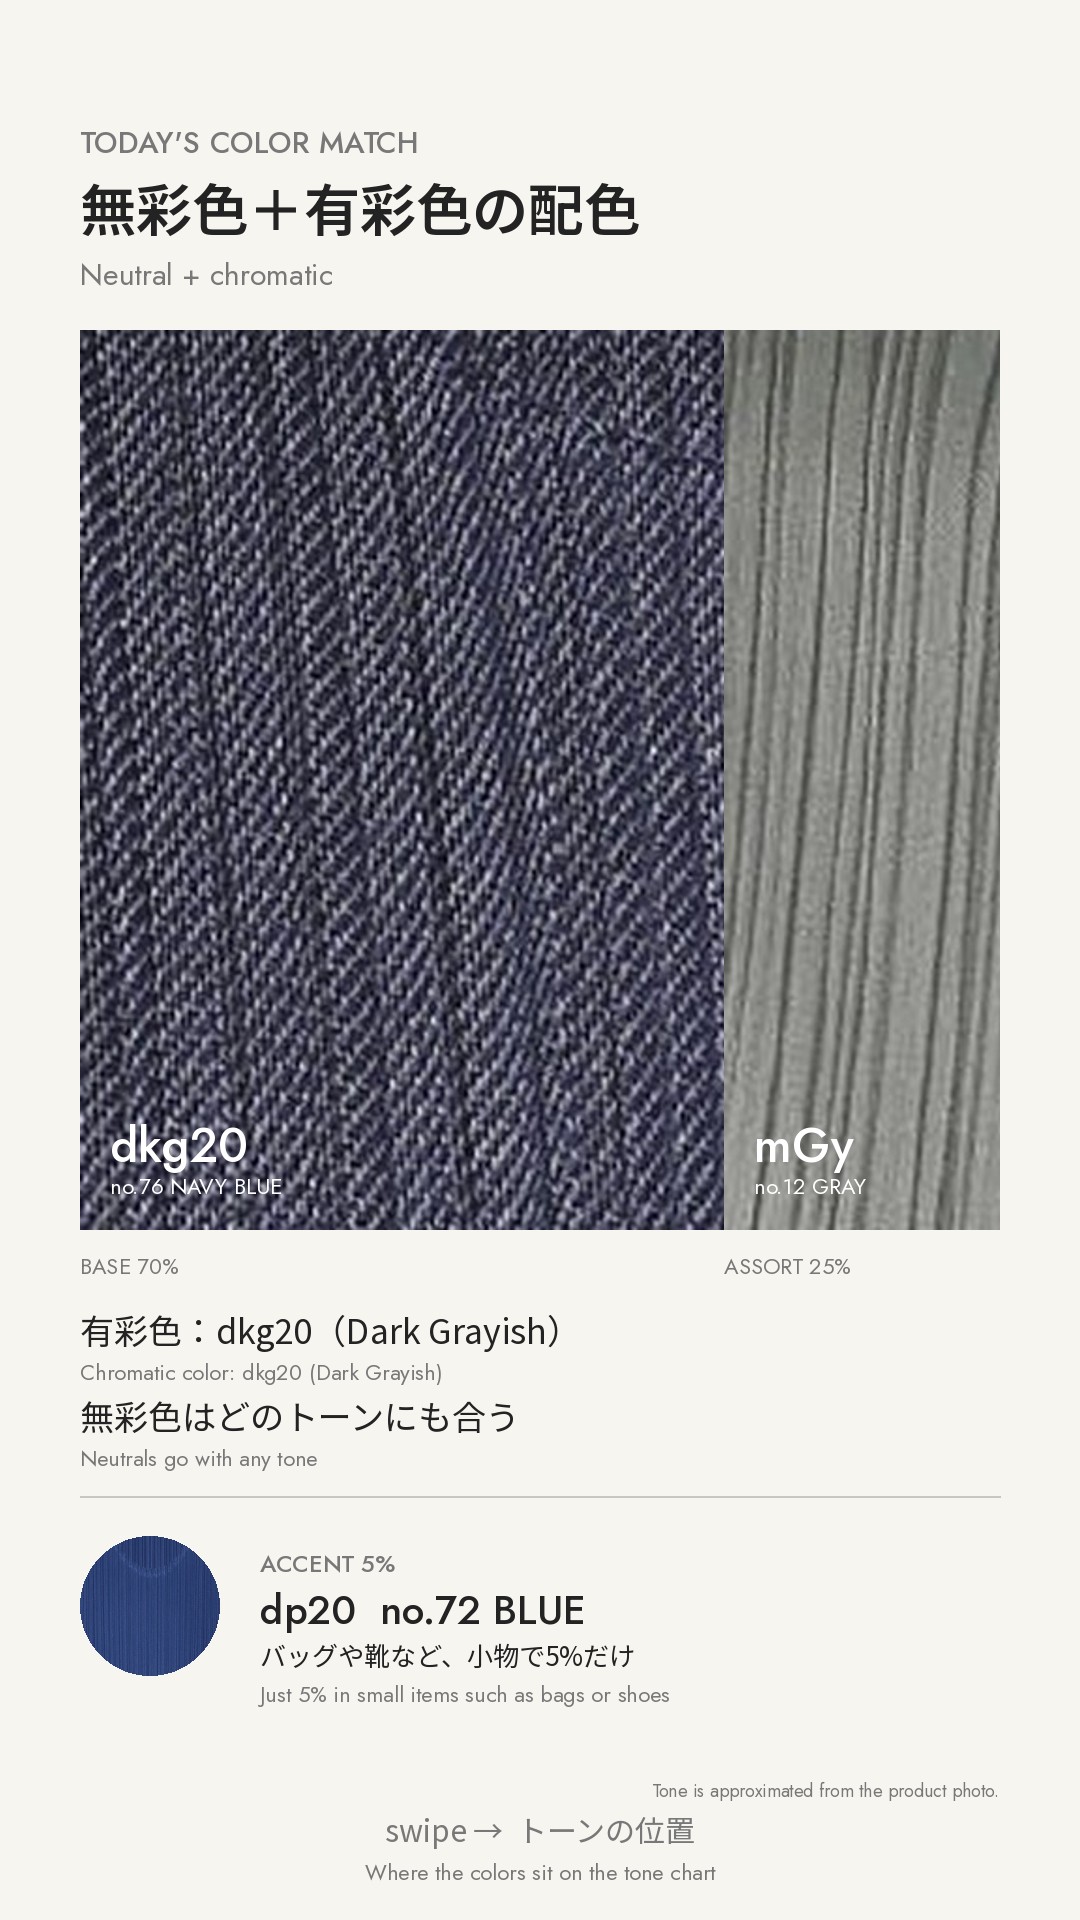 TODAY'S COLOR MATCH
無彩色＋有彩色の配色
Neutral + chromatic
dkg20
no.76 NAVY BLUE
mGy
no.12 GRAY
BASE 70%
ASSORT 25%
有彩色：dkg20（Dark Grayish）
Chromatic color: dkg20 (Dark Grayish)
無彩色はどのトーンにも合う
Neutrals go with any tone
ACCENT 5%
dp20 no.72 BLUE
バッグや靴など、小物で5%だけ
Just 5% in small items such as bags or shoes
Tone is approximated from the product photo.
swipe → トーンの位置
Where the colors sit on the tone chart